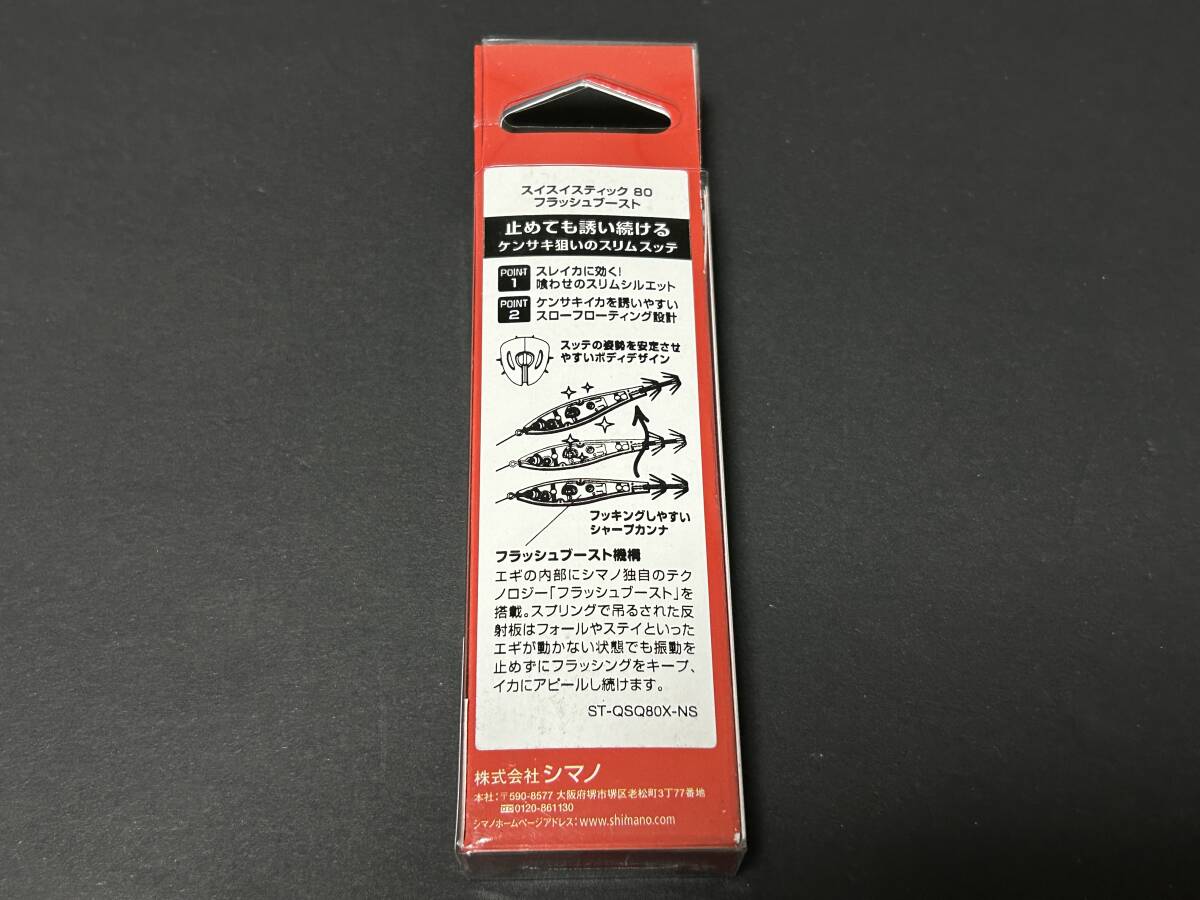 スイスイスティック 80
フラッシュブースト
止めても誘い続ける
ケンサキ狙いのスリムスッテ
POINT 1
スレイカに効く!
喰わせのスリムシルエット
POINT 2
ケンサキイカを誘いやすい
スローフローティング設計
スッテの姿勢を安定させ
やすいボディデザイン
フッキングしやすい
シャープカンナ
フラッシュブースト機構
エギの内部にシマノ独自のテク
ノロジー「フラッシュブースト」を
搭載。スプリングで吊るされた反
射板はフォールやステイといった
エギが動かない状態でも振動を
止めずにフラッシングをキープ、
イカにアピールし続けます。
ST-QSQ80X-NS
株式会社 シマノ
本社:〒590-8577 大阪府堺市堺区老松町3丁77番地
0120-861130
シマノホームページアドレス:www.shimano.com